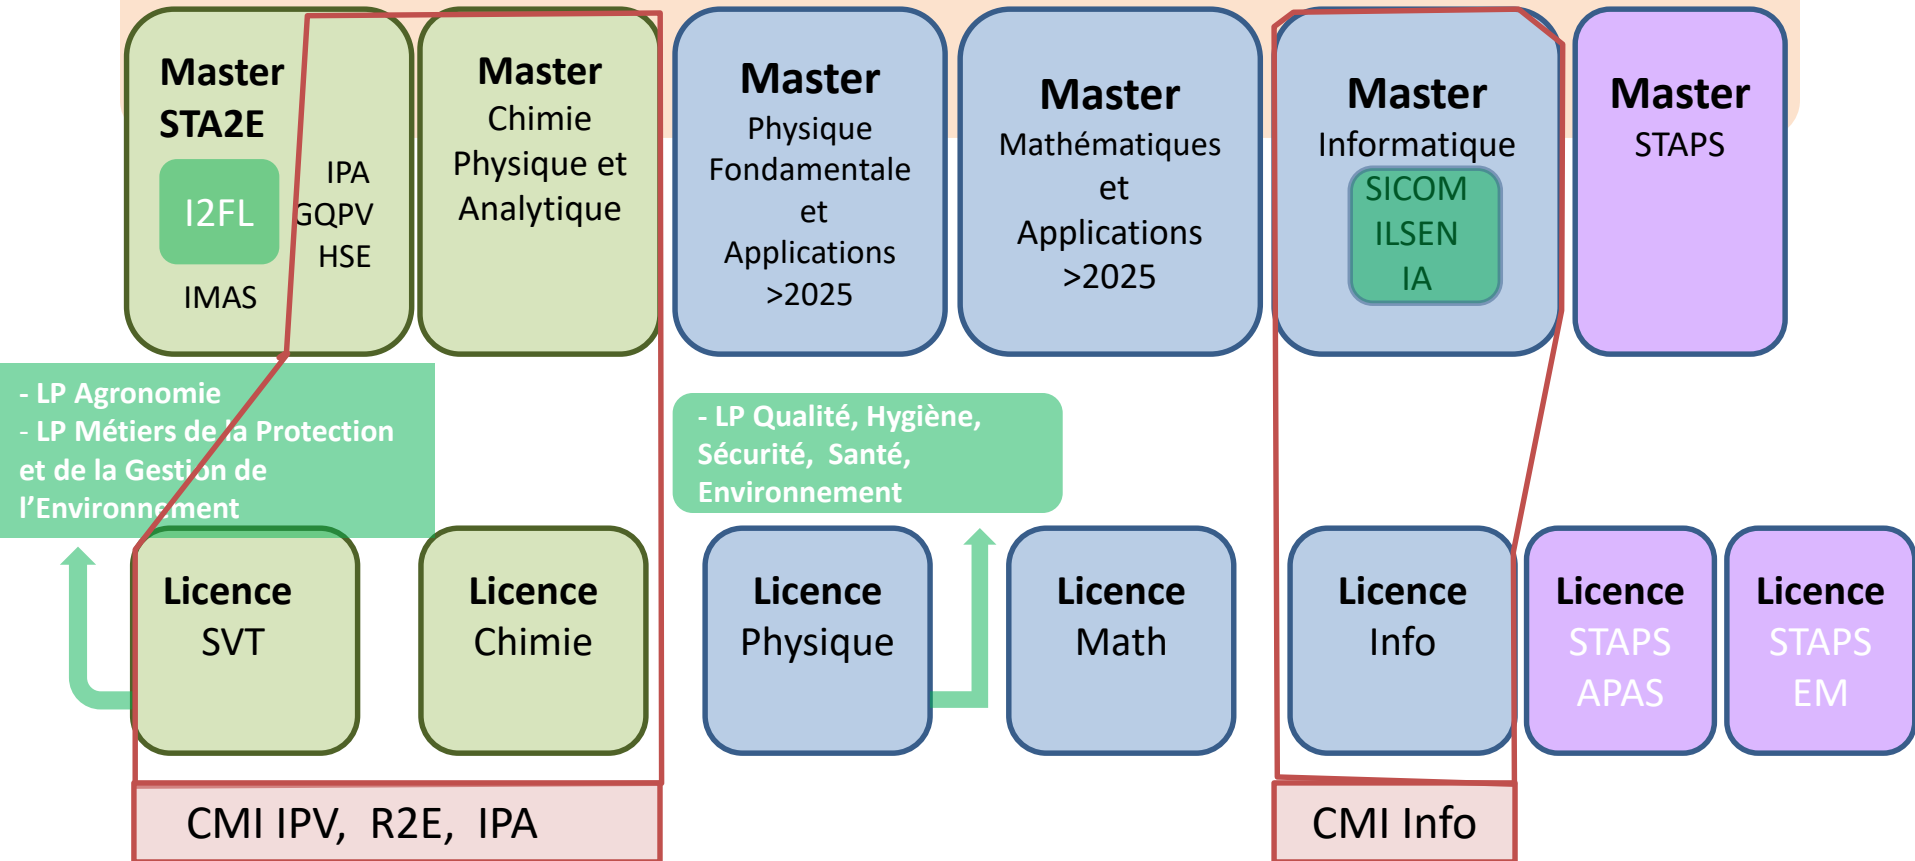 Master
STA2E
I2FL
IMAS
IPA
GQPV
HSE
Master
Chimie
Physique et
Analytique
Master
Physique
Fondamentale
et
Applications
>2025
Master
Mathématiques
et
Applications
>2025
Master
Informatique
SICOM
ILSEN
IA
Master
STAPS
- LP Agronomie
- LP Métiers de la Protection
et de la Gestion de
l’Environnement
- LP Qualité, Hygiène,
Sécurité, Santé,
Environnement
Licence
SVT
Licence
Chimie
Licence
Physique
Licence
Math
Licence
Info
Licence
STAPS
APAS
Licence
STAPS
EM
CMI IPV, R2E, IPA
CMI Info